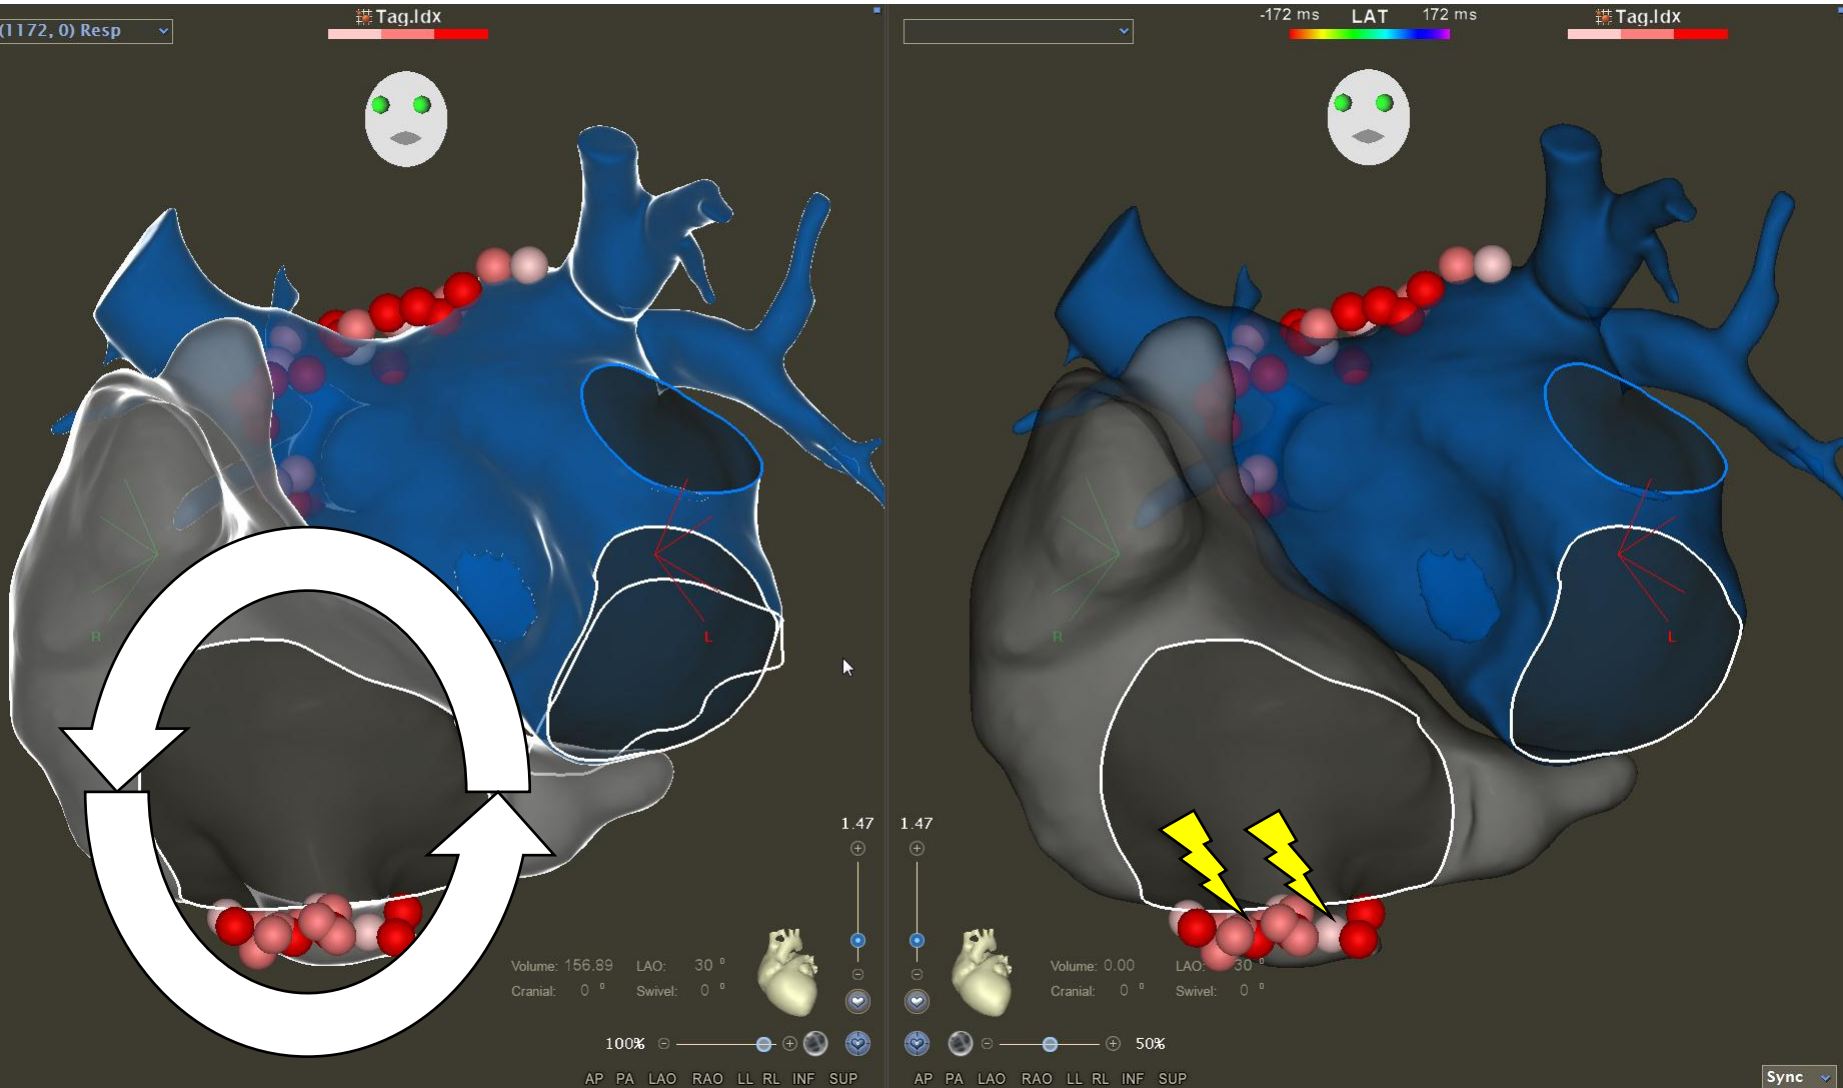 (1172, 0) Resp
Tag.Idx
-172 ms LAT 172 ms
Tag.Idx
R
L
R
L
1.47
1.47
Volume: 156.89 LAO: 30 °
Cranial: 0 ° Swivel: 0 °
Volume: 0.00 LAO: 30 °
Cranial: 0 ° Swivel: 0 °
100%
50%
AP PA LAO RAO LL RL INF SUP
AP PA LAO RAO LL RL INF SUP
Sync